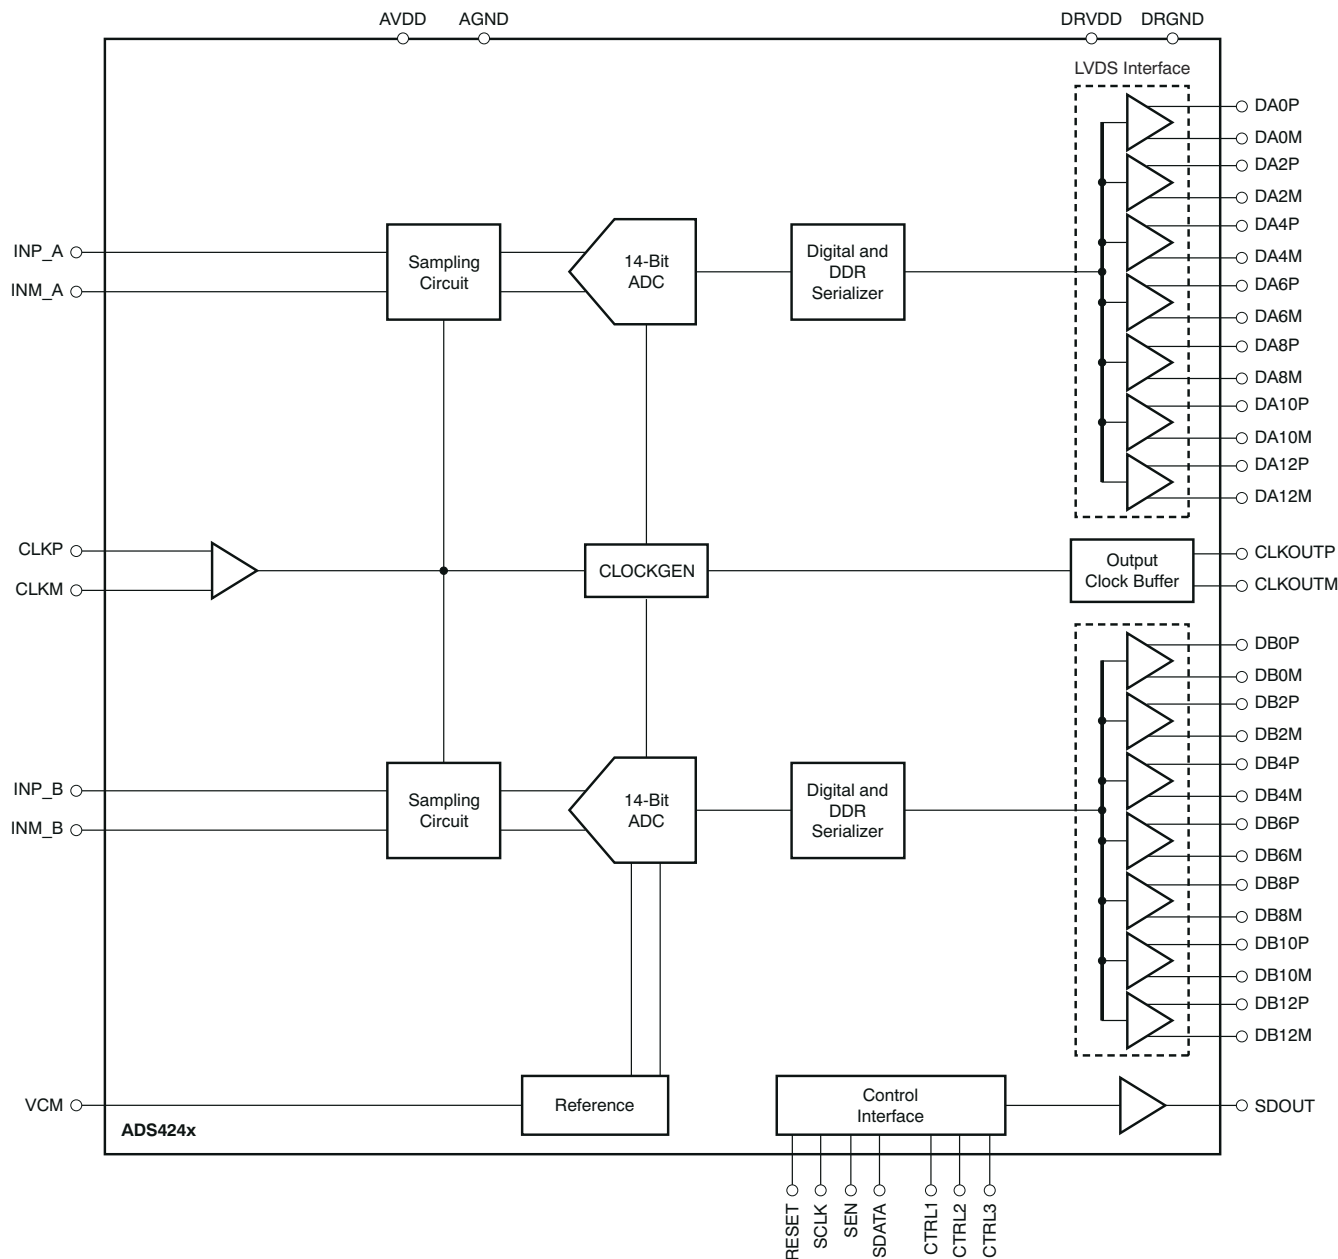 AVDD AGND DRVDD DRGND
LVDS Interface
DA0P
DA0M
DA2P
DA2M
DA4P
DA4M
DA6P
DA6M
DA8P
DA8M
DA10P
DA10M
DA12P
DA12M
INP_A
INM_A
Sampling
Circuit
14-Bit
ADC
Digital and
DDR
Serializer
CLKP
CLKM
CLOCKGEN
Output
Clock Buffer
CLKOUTP
CLKOUTM
DB0P
DB0M
DB2P
DB2M
DB4P
DB4M
DB6P
DB6M
DB8P
DB8M
DB10P
DB10M
DB12P
DB12M
INP_B
INM_B
Sampling
Circuit
14-Bit
ADC
Digital and
DDR
Serializer
VCM
Reference
Control
Interface
SDOUT
ADS424x
RESET
SCLK
SEN
SDATA
CTRL1
CTRL2
CTRL3